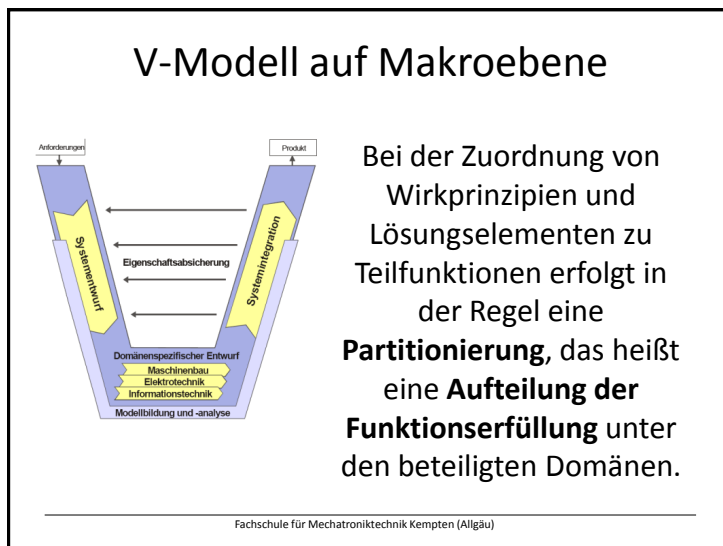 V-Modell auf Makroebene
Anforderungen
Produkt
Systementwurf
Eigenschaftsabsicherung
Systemintegration
Domänenspezifischer Entwurf
Maschinenbau
Elektrotechnik
Informationstechnik
Modellbildung und -analyse
Bei der Zuordnung von
Wirkprinzipien und
Lösungselementen zu
Teilfunktionen erfolgt in
der Regel eine
Partitionierung, das heißt
eine Aufteilung der
Funktionserfüllung unter
den beteiligten Domänen.
Fachschule für Mechatroniktechnik Kempten (Allgäu)